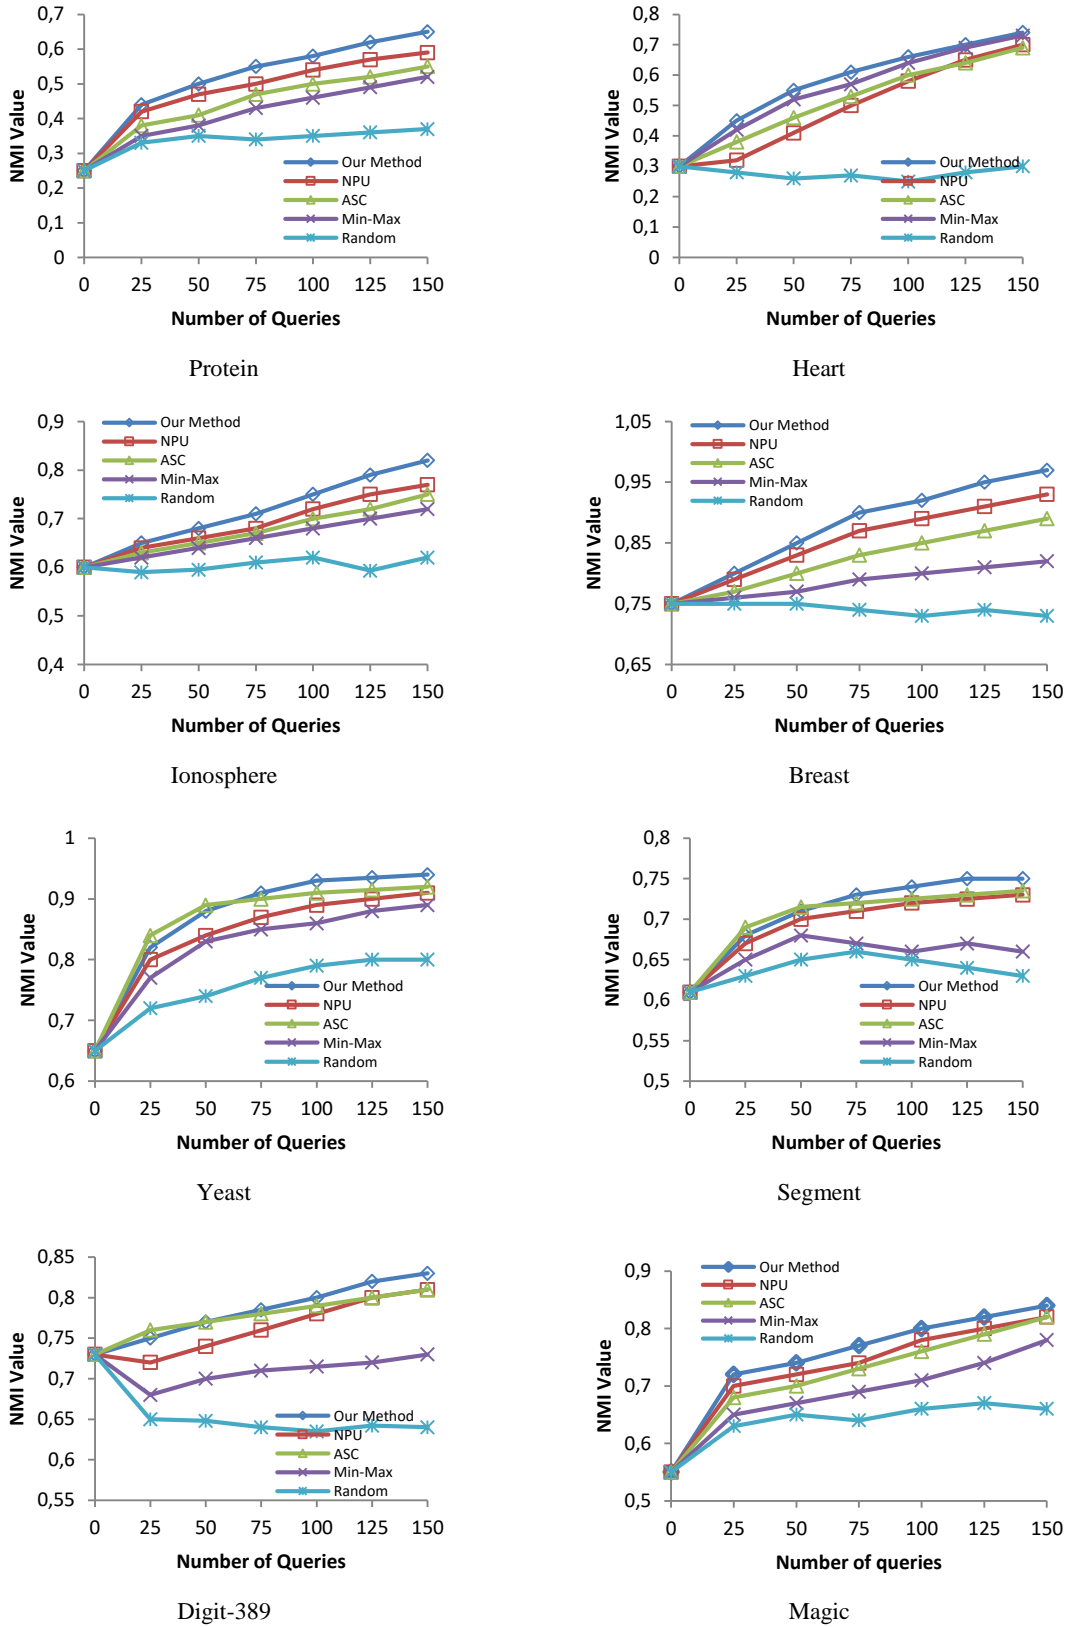 0,7
0,6
0,5
0,4
0,3
0,2
0,1
0
NMI Value
Our Method
NPU
ASC
Min-Max
Random
0 25 50 75 100 125 150
Number of Queries
Protein
0,8
0,7
0,6
0,5
0,4
0,3
0,2
0,1
0
NMI Value
Our Method
NPU
ASC
Min-Max
Random
0 25 50 75 100 125 150
Number of Queries
Heart
0,9
0,8
0,7
0,6
0,5
0,4
NMI Value
Our Method
NPU
ASC
Min-Max
Random
0 25 50 75 100 125 150
Number of Queries
Ionosphere
1,05
0,95
0,85
0,75
0,65
NMI Value
Our Method
NPU
ASC
Min-Max
Random
0 25 50 75 100 125 150
Number of Queries
Breast
1
0,9
0,8
0,7
0,6
NMI Value
Our Method
NPU
ASC
Min-Max
Random
0 25 50 75 100 125 150
Number of Queries
Yeast
0,8
0,75
0,7
0,65
0,6
0,55
0,5
NMI Value
Our Method
NPU
ASC
Min-Max
Random
0 25 50 75 100 125 150
Number of Queries
Segment
0,85
0,8
0,75
0,7
0,65
0,6
0,55
NMI Value
Our Method
NPU
ASC
Min-Max
Random
0 25 50 75 100 125 150
Number of Queries
Digit-389
0,9
0,8
0,7
0,6
0,5
NMI Value
Our Method
NPU
ASC
Min-Max
Random
0 25 50 75 100 125 150
Number of queries
Magic